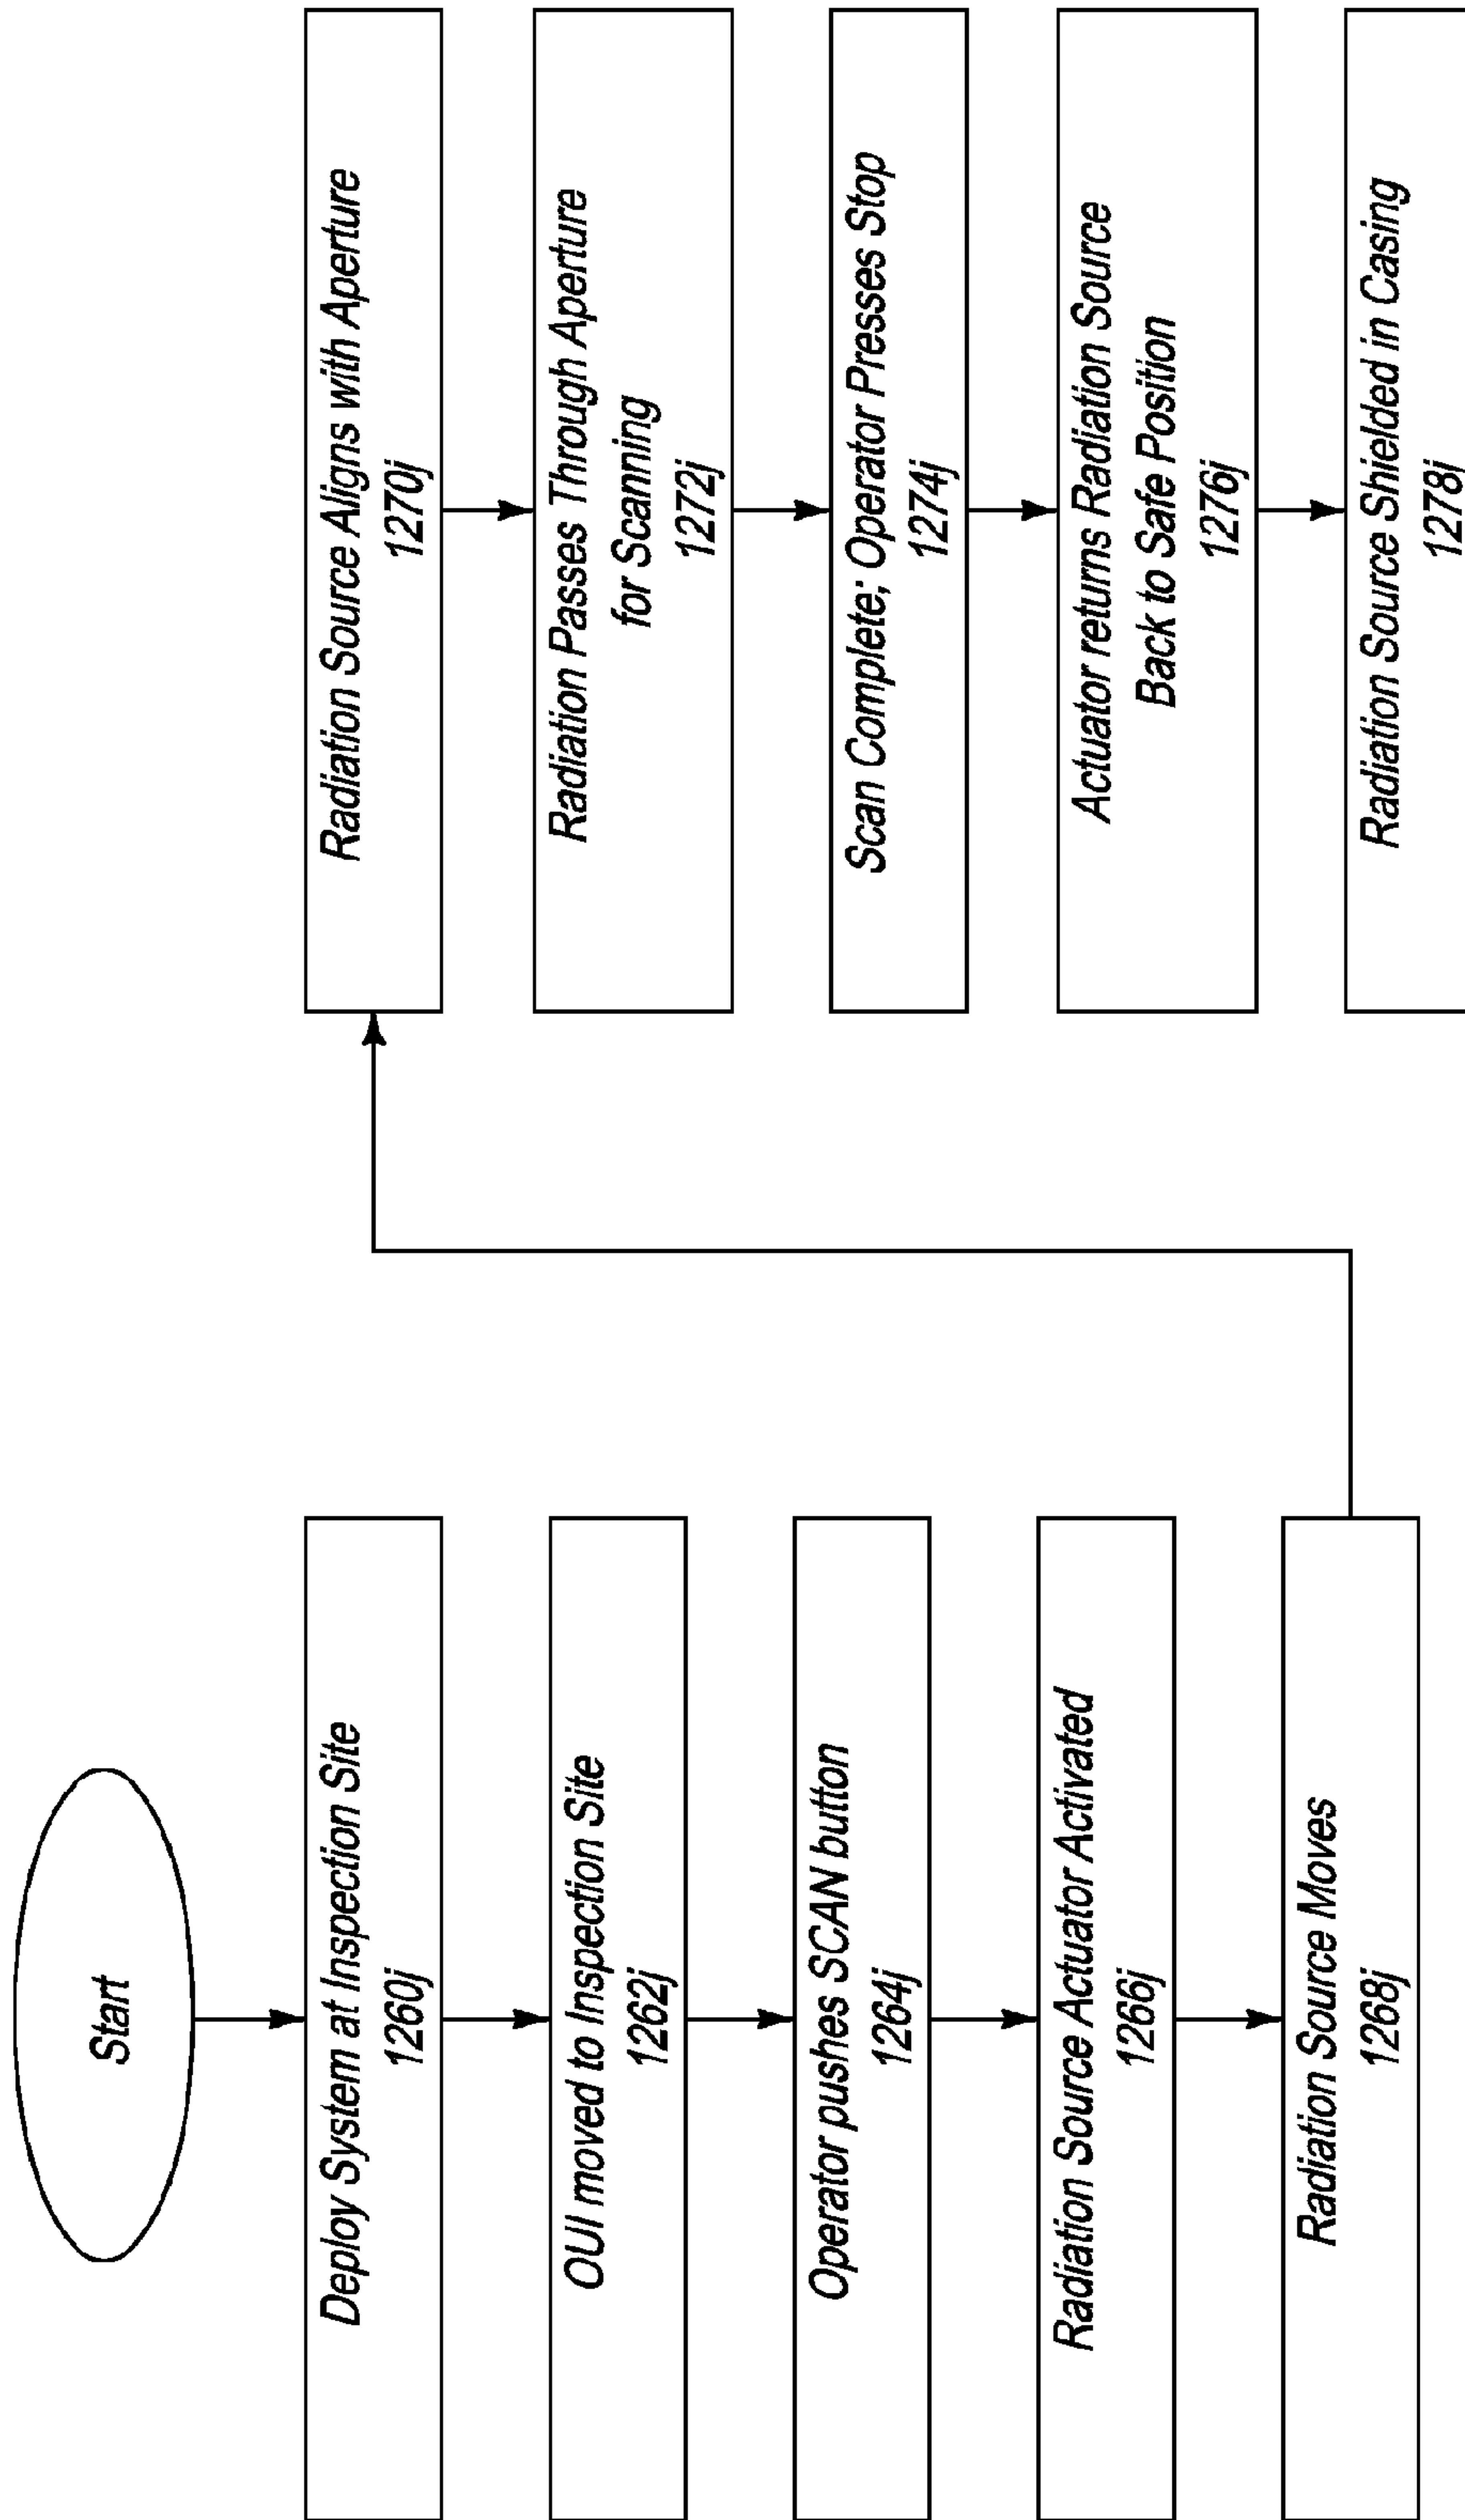 Start
Deploy System at Inspection Site
1260j
OUII moved to Inspection Site
1262j
Operator pushes SCAN button
1264j
Radiation Source Actuator Activated
1266j
Radiation Source Moves
1268j
Radiation Source Aligns with Aperture
1270j
Radiation Passes Through Aperture
for Scanning
1272j
Scan Complete; Operator Presses Stop
1274j
Actuator returns Radiation Source
Back to Safe Position
1276j
Radiation Source Shielded in Casing
1278j